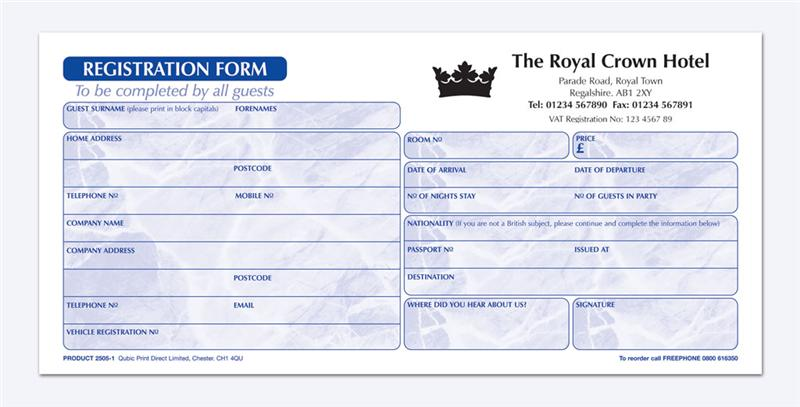 REGISTRATION FORM
To be completed by all guests
The Royal Crown Hotel
Parade Road, Royal Town
Regalshire. AB1 2XY
Tel: 01234 567890 Fax: 01234 567891
VAT Registration No: 123 4567 89
GUEST SURNAME (please print in block capitals) FORENAMES
HOME ADDRESS
POSTCODE
TELEPHONE Nº MOBILE Nº
COMPANY NAME
COMPANY ADDRESS
POSTCODE
TELEPHONE Nº EMAIL
VEHICLE REGISTRATION Nº
ROOM Nº PRICE
£
DATE OF ARRIVAL DATE OF DEPARTURE
Nº OF NIGHTS STAY Nº OF GUESTS IN PARTY
NATIONALITY (If you are not a British subject, please continue and complete the information below)
PASSPORT Nº ISSUED AT
DESTINATION
WHERE DID YOU HEAR ABOUT US? SIGNATURE
PRODUCT 2505-1 Qubic Print Direct Limited, Chester. CH1 4QU
To reorder call FREEPHONE 0800 616350